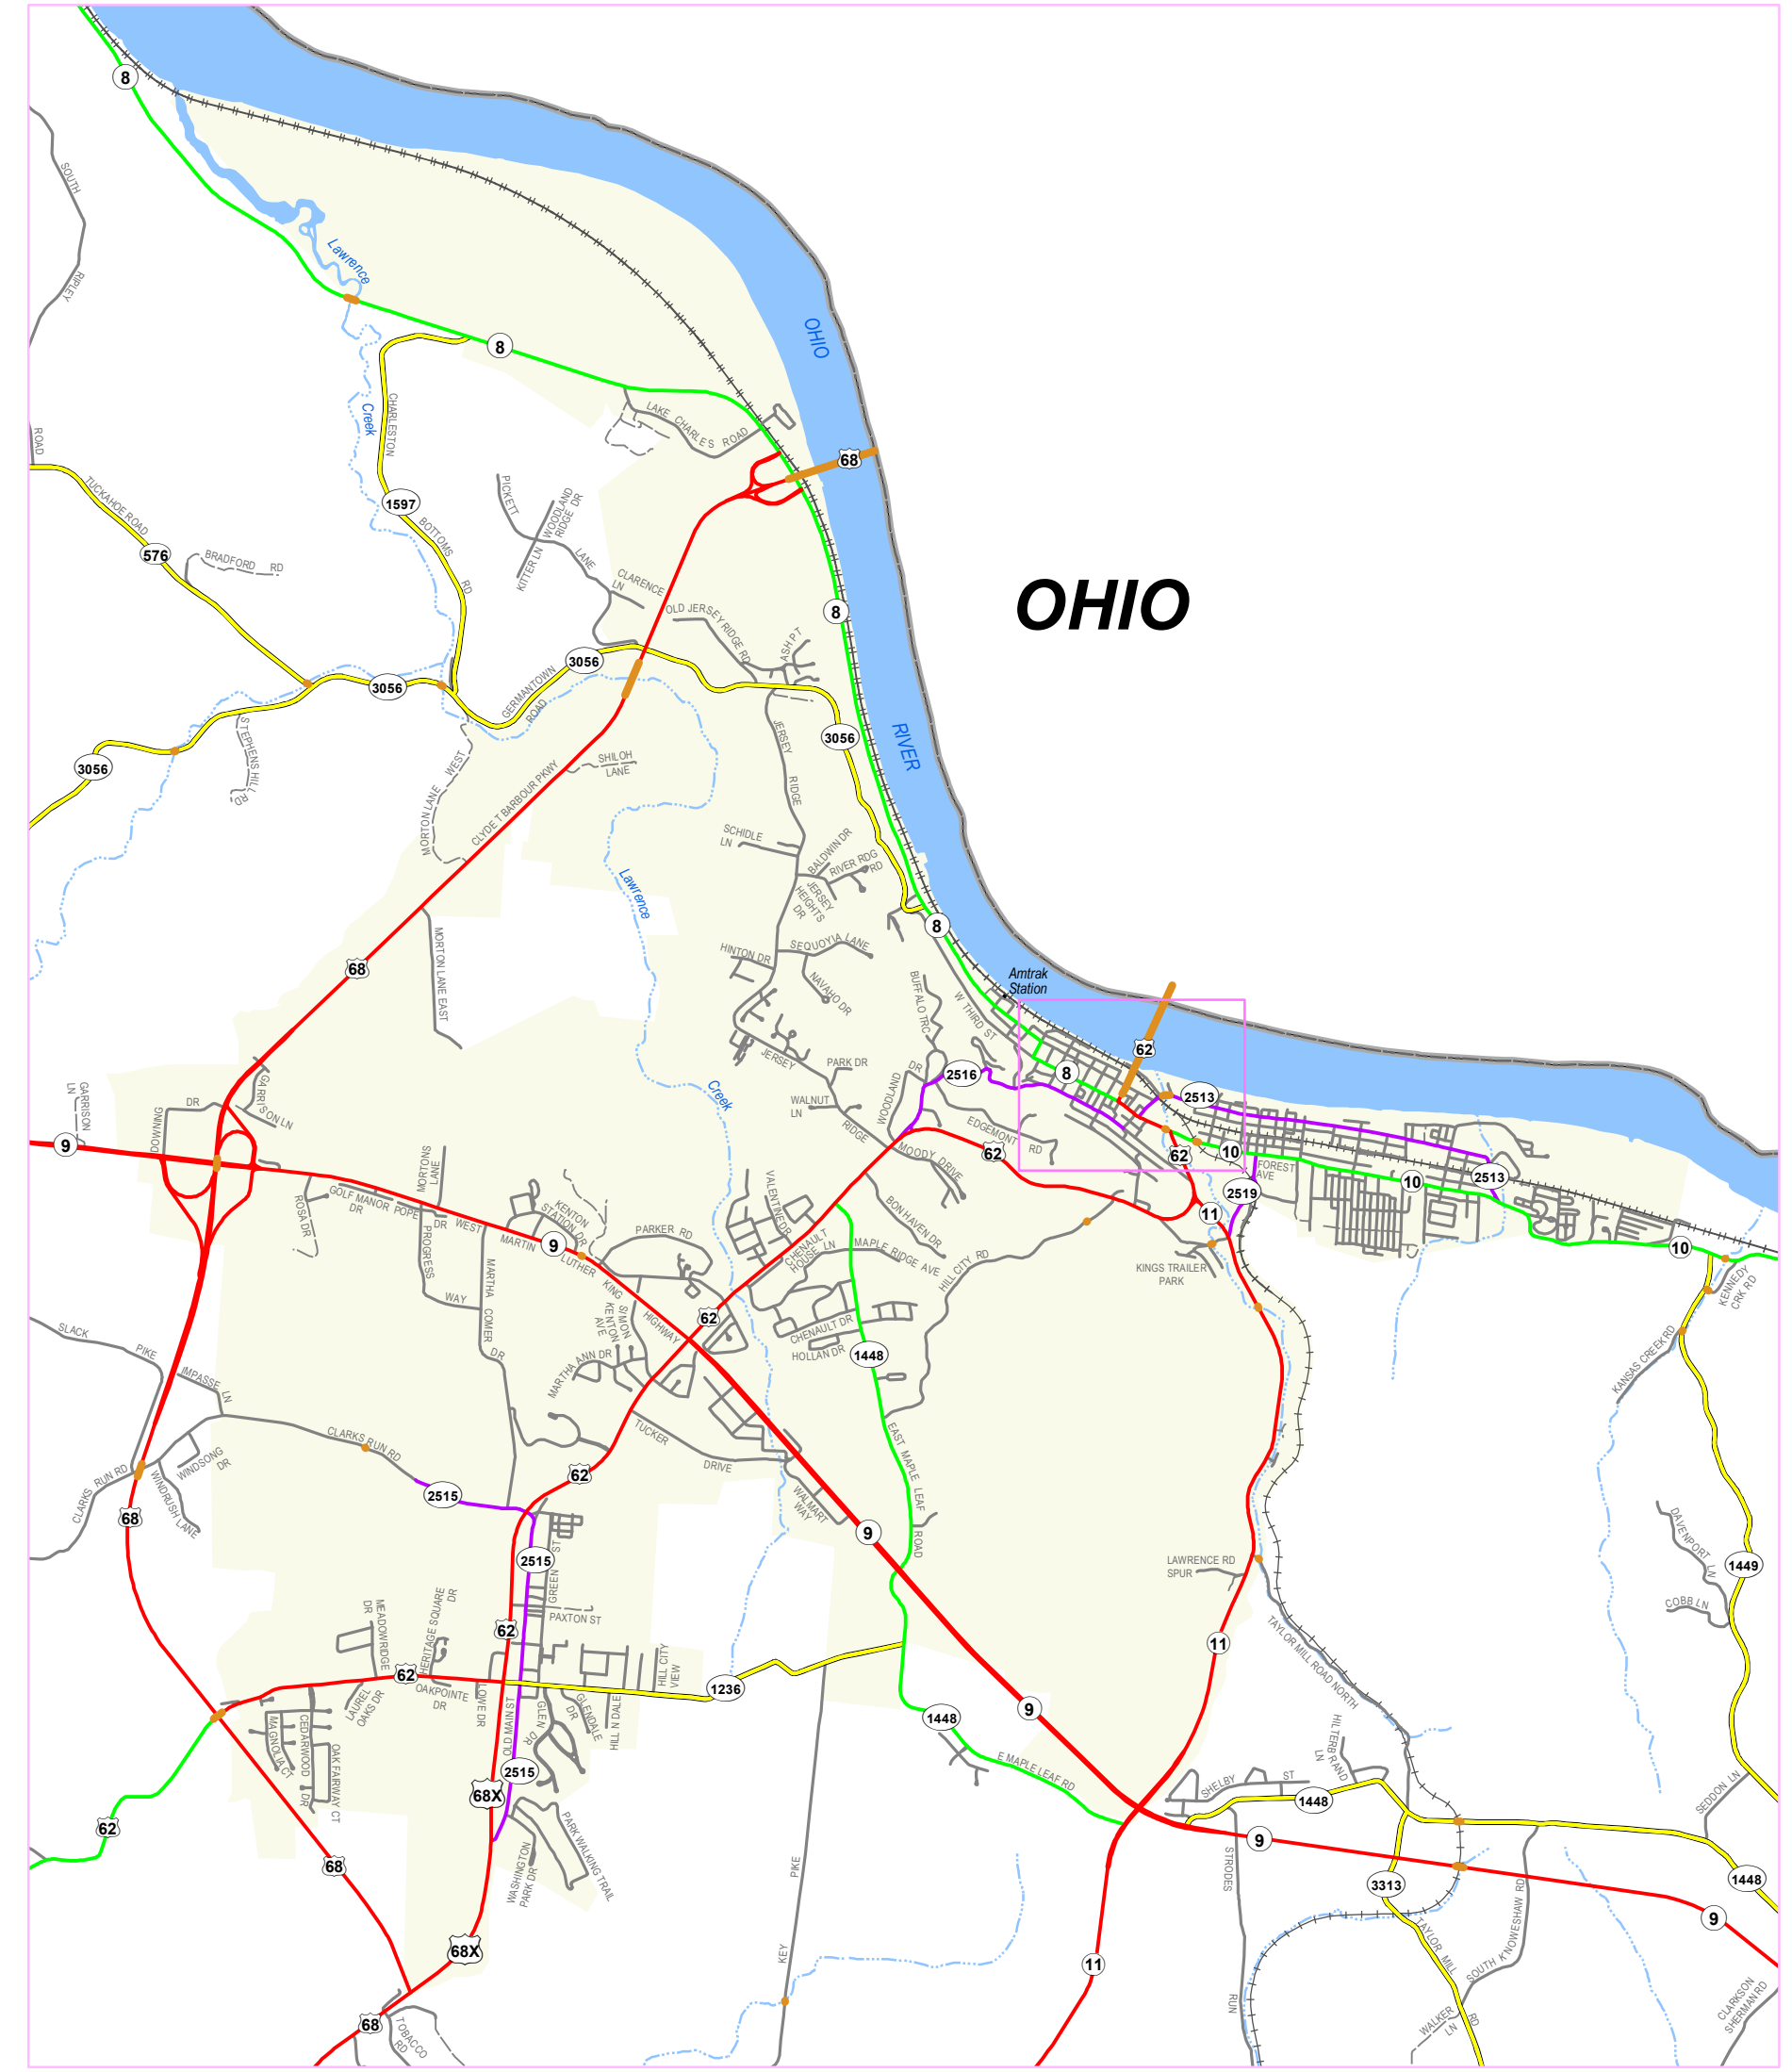 8
SOUTH
RIPLEY
ROAD
Lawrence
Creek
8
OHIO
CHARLESTON
BOTTOMS
RD
1597
LAKE CHARLES ROAD
68
TUCKAHOE ROAD
576
BRADFORD RD
PICKETT
LANE
WOODLAND
RIDGE DR
KITTER LN
CLARENCE
LN
OHIO
8
OLD JERSEY RIDGE RD
ASH PT
3056
3056
GERMANTOWN
ROAD
3056
3056
STEPHENS HILL
RD
MORTON LANE
WEST
SHILOH
LANE
CLYDE T BARBOUR PKWY
RIVER
JERSEY
RIDGE
SCHIDLE
LN
BALDWIN DR
RIVER RDG
RD
JERSEY
HEIGHTS
DR
Lawrence
8
MORTON LANE EAST
68
HINTON DR
SEQUOYIA LANE
NAVAHO DR
BUFFALO TRC
W THIRD ST
Amtrak
Station
62
JERSEY
PARK DR
WALNUT
LN
RIDGE
Creek
WOODLAND
DR
2516
8
2513
GARRISON
LN
GARRISON LN
DOWNING
DR
9
EDGEMONT
RD
MOODY DRIVE
62
62
10
FOREST
AVE
10
2513
2519
11
10
KENNEDY
CRK RD
MORTONS
LANE
GOLF MANOR
DR
POPE
DR
ROSA DR
WEST
MARTIN
LUTHER
KING
HIGHWAY
9
KENTON
STATION DR
PARKER RD
VALENTINE DR
CHENAULT
HOUSE LN
MAPLE RIDGE AVE
BON HAVEN DR
HILL CITY RD
KINGS TRAILER
PARK
PROGRESS
WAY
MARTHA COMER
DR
SIMON
KENTON
AVE
MARTHA ANN DR
62
CHENAULT DR
HOLLAN DR
1448
SLACK
PIKE
IMPASSE
LN
KANSAS CREEK RD
CLARKS RUN RD
CLARKS RUN RD
WINDSONG
DR
WINDRUSH LANE
68
2515
62
TUCKER
DRIVE
WALMART
WAY
9
EAST MAPLE LEAF
ROAD
DAVENPORT
LN
1449
COBB LN
LAWRENCE RD
SPUR
2515
GREEN ST
PAXTON ST
62
HERITAGE SQUARE
DR
MEADOWRIDGE
DR
62
OAKPOINTE
DR
LAUREL
OAKS DR
LOWE DR
OLD MAIN ST
GLEN
DR
GLENDALE
DR
HILL N DALE
HILL CITY
VIEW
1236
11
TAYLOR MILL ROAD NORTH
9
1448
E MAPLE LEAF RD
MAGNOLIA CT
CEDARWOOD
DR
OAK FAIRWAY CT
62
2515
68X
WASHINGTON
PARK DR
PARK WALKING TRAIL
68
HILTERBRAND
LN
SHELBY ST
1448
SEDDON LN
9
STRODES
RUN
3313
1448
9
PIKE
KEY
68X
11
TAYLOR MILL
RD
SOUTH KNOWESHAW RD
WALKER
LN
CLARKSON
SHERMAN RD
68
TOBACCO
RD